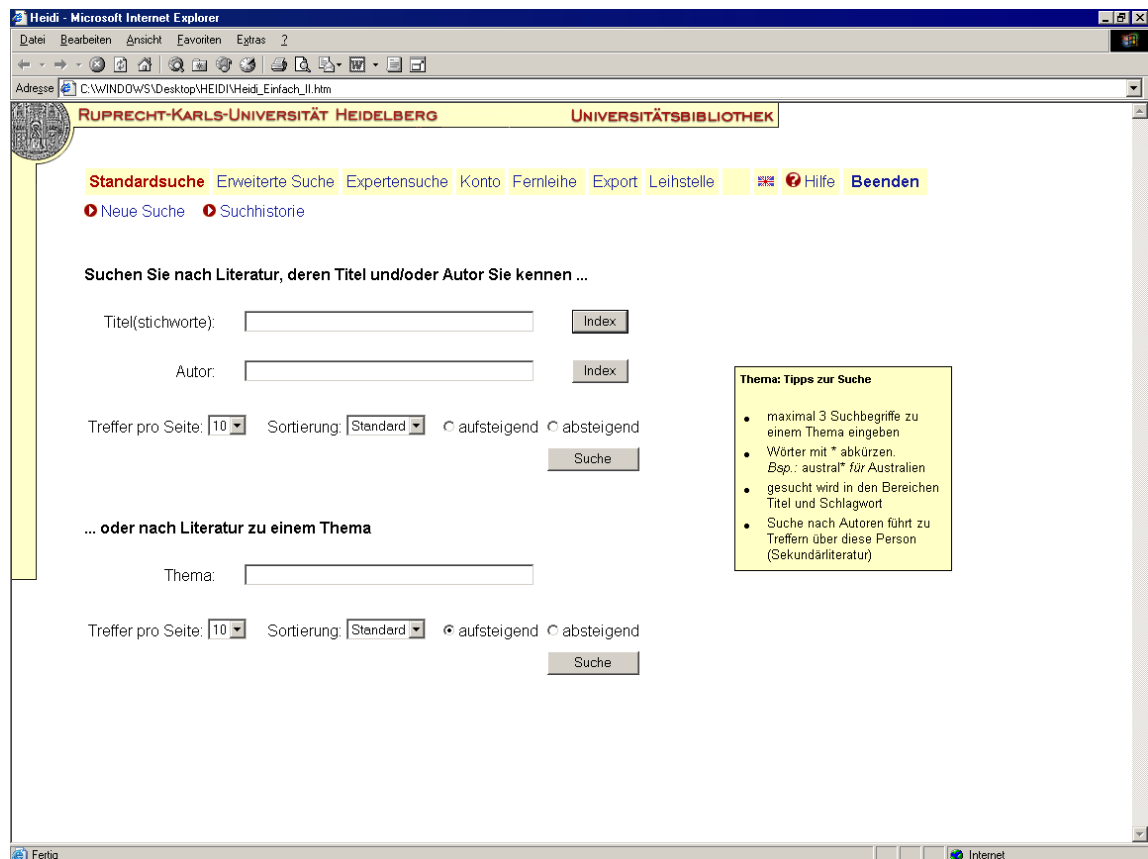 Heidi - Microsoft Internet Explorer
Datei Bearbeiten Ansicht Favoriten Extras ?
Adresse C:\WINDOWS\Desktop\HEIDI\Heidi_Einfach_II.htm
RUPRECHT-KARLS-UNIVERSITÄT HEIDELBERG UNIVERSITÄTSBIBLIOTHEK
Standardsuche Erweiterte Suche Expertensuche Konto Fernleihe Export Leihstelle Hilfe Beenden
Neue Suche Suchhistorie
Suchen Sie nach Literatur, deren Titel und/oder Autor Sie kennen ...
Titel(stichworte): Index
Autor: Index
Treffer pro Seite: 10 Sortierung: Standard aufsteigend absteigend
Suche
... oder nach Literatur zu einem Thema
Thema:
Treffer pro Seite: 10 Sortierung: Standard aufsteigend absteigend
Suche
Thema: Tipps zur Suche
• maximal 3 Suchbegriffe zu
einem Thema eingeben
• Wörter mit * abkürzen.
Bsp.: austral* für Australien
• gesucht wird in den Bereichen
Titel und Schlagwort
• Suche nach Autoren führt zu
Treffern über diese Person
(Sekundärliteratur)
Fertig Internet